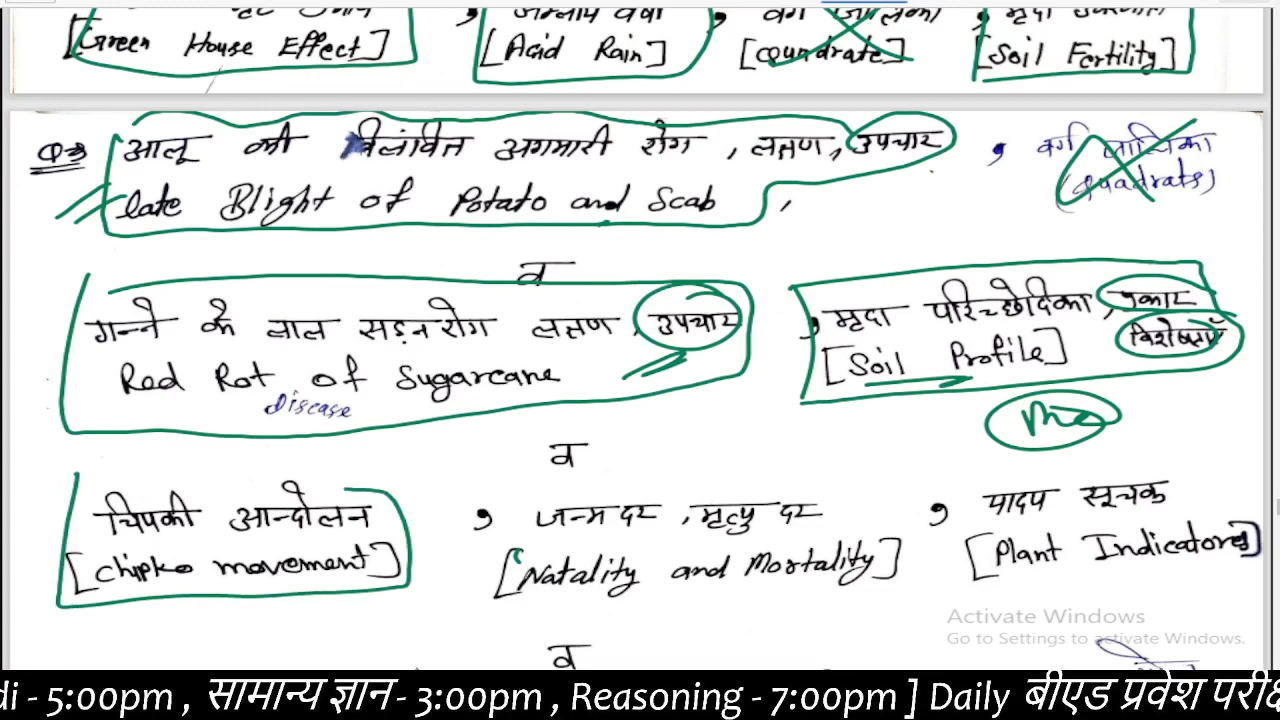 [Green House Effect] [Acid Rain] [Quadrate] [Soil Fertility]
Q3 आलू की विलंबित अगमारी रोग, लक्षण, उपचार , वर्ग जालिका
late Blight of Potato and Scab , (quadrats)
व
गन्ने के लाल सड़न रोग लक्षण, उपचार , मृदा परिच्छेदिका, प्रकार
Red Rot of Sugarcane [Soil Profile] विशेषताएँ
Disease
व
चिपकी आन्दोलन , जन्म दर, मृत्यु दर , पादप सूचक
[Chipko movement] [Natality and Mortality] [Plant Indicators]
व
Activate Windows
Go to Settings to activate Windows.
di - 5:00pm , सामान्य ज्ञान - 3:00pm , Reasoning - 7:00pm ] Daily बीएड प्रवेश परीक्षा